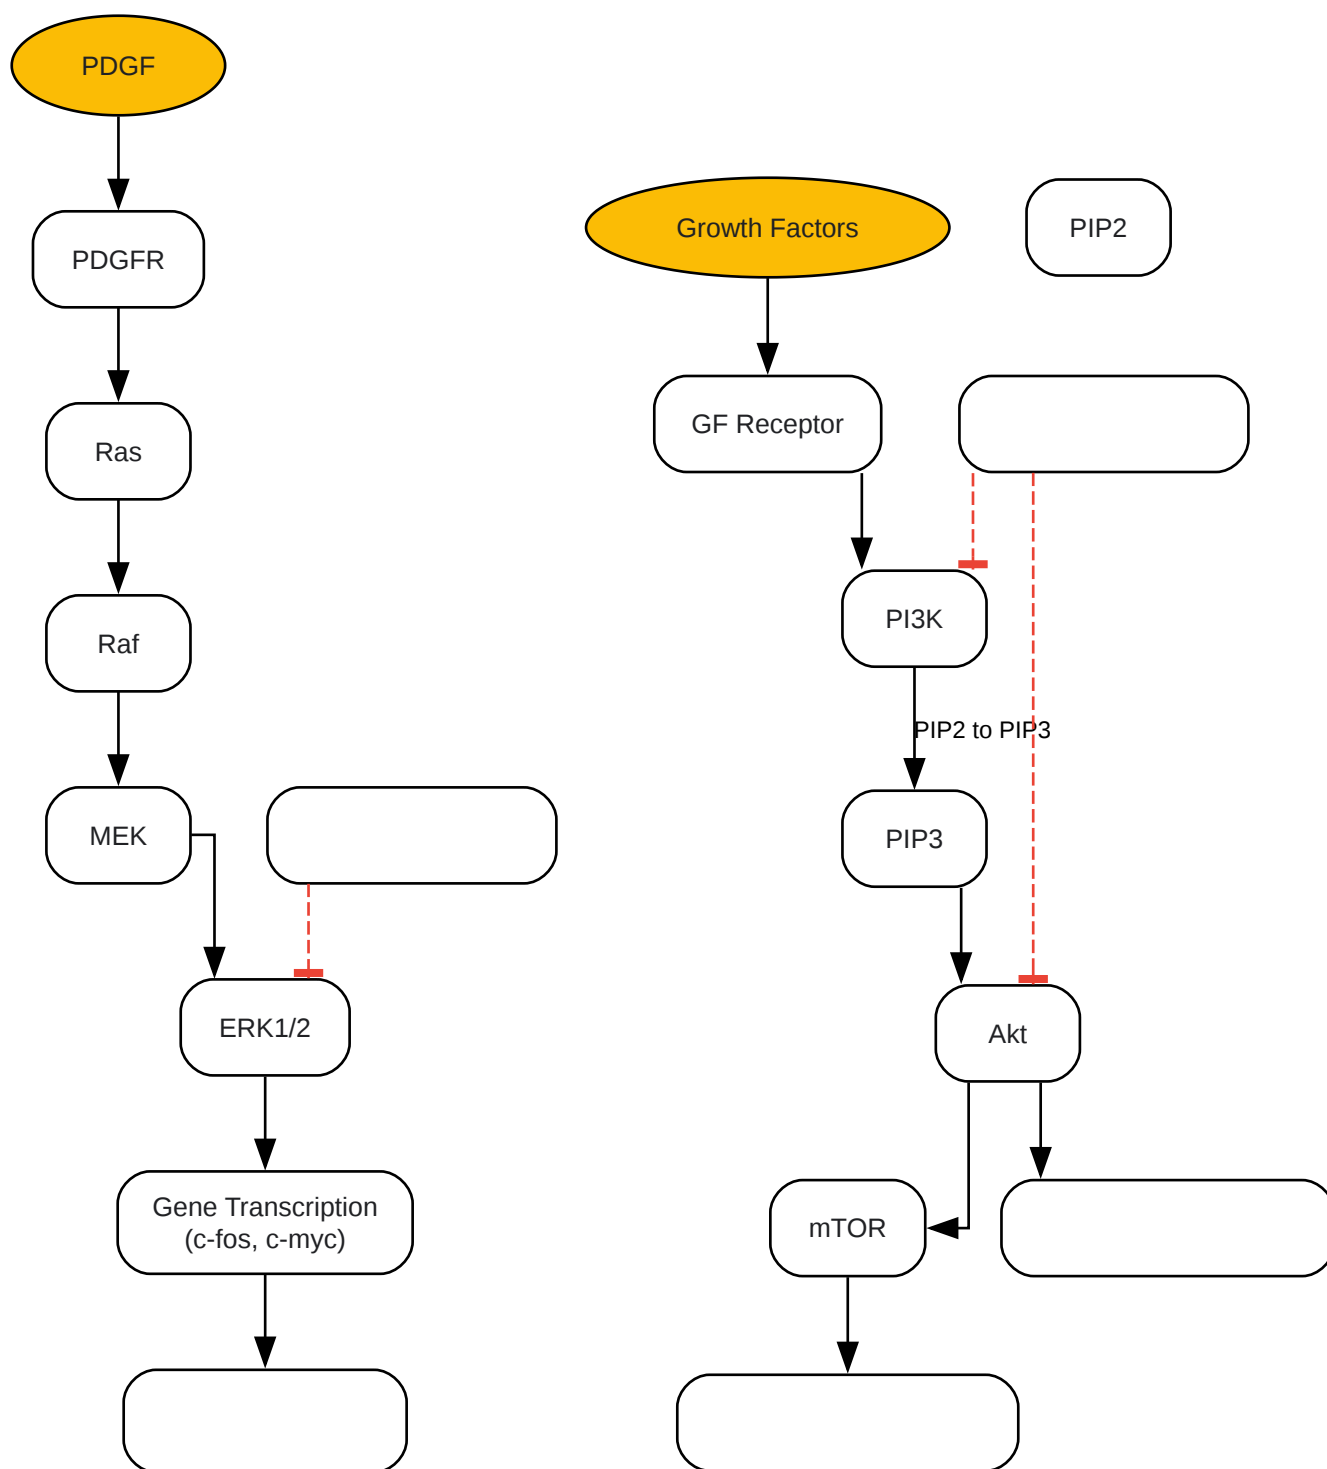 PDGF
PDGFR
Ras
Raf
MEK
ERK1/2
Gene Transcription
(c-fos, c-myc)
Growth Factors
PIP2
GF Receptor
PI3K
PIP2 to PIP3
PIP3
Akt
mTOR